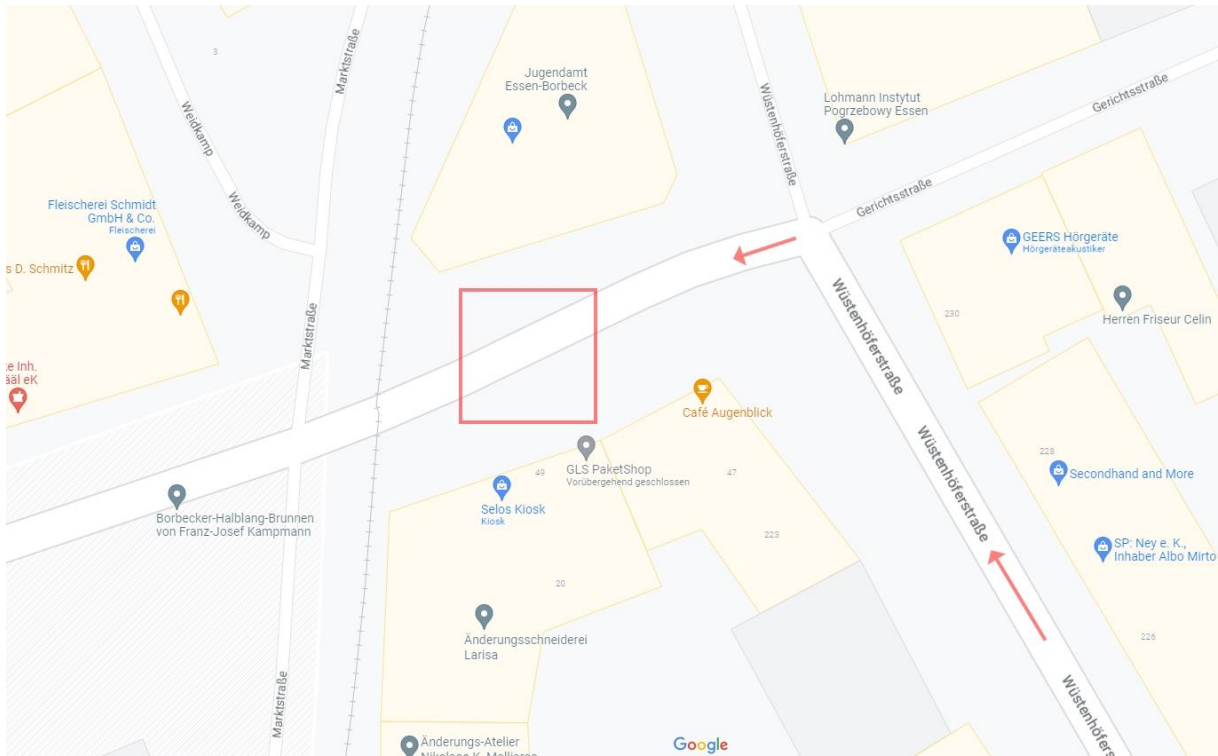 3
Marktstraße
Weidkamp
Weidkamp
Jugendamt
Essen-Borbeck
Wüstenhöferstraße
Lohmann Instytut
Pogrzebowy Essen
Gerichtsstraße
Gerichtsstraße
Fleischerei Schmidt
GmbH & Co.
Fleischerei
s D. Schmitz
GEERS Hörgeräte
Hörgeräteakustiker
230
Herren Friseur Celin
Marktstraße
Wüstenhöferstraße
Café Augenblick
Wüstenhöferstraße
49
GLS PaketShop
Vorübergehend geschlossen
47
228
Secondhand and More
Selos Kiosk
Kiosk
Borbecker-Halblang-Brunnen
von Franz-Josef Kampmann
223
SP: Ney e. K.,
Inhaber Albo Mirto
20
Änderungsschneiderei
Larisa
226
Marktstraße
Änderungs-Atelier
Google